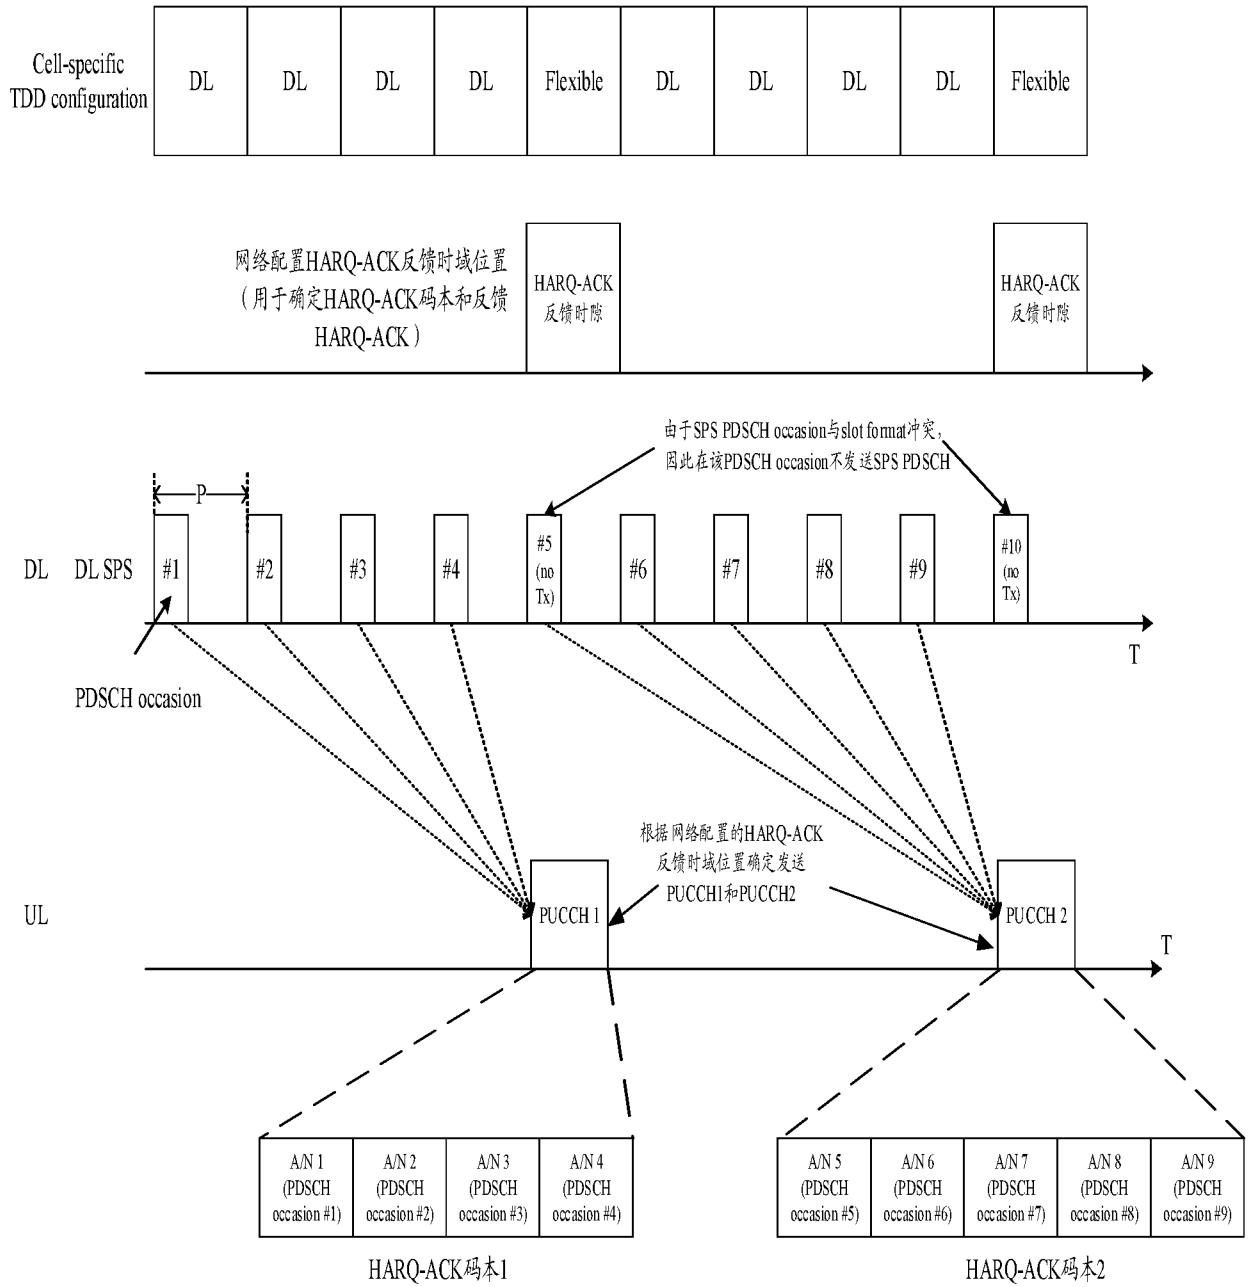 Cell-specific
TDD configuration
DL
DL
DL
DL
Flexible
DL
DL
DL
DL
Flexible
网络配置HARQ-ACK反馈时域位置
（用于确定HARQ-ACK码本和反馈
HARQ-ACK）
HARQ-ACK
反馈时隙
HARQ-ACK
反馈时隙
由于SPS PDSCH occasion与slot format冲突,
因此在该PDSCH occasion不发送SPS PDSCH
P
DL
DL SPS
#1
#2
#3
#4
#5
(no
Tx)
#6
#7
#8
#9
#10
(no
Tx)
T
PDSCH occasion
根据网络配置的HARQ-ACK
反馈时域位置确定发送
PUCCH1和PUCCH2
UL
PUCCH 1
PUCCH 2
T
A/N 1
(PDSCH
occasion #1)
A/N 2
(PDSCH
occasion #2)
A/N 3
(PDSCH
occasion #3)
A/N 4
(PDSCH
occasion #4)
A/N 5
(PDSCH
occasion #5)
A/N 6
(PDSCH
occasion #6)
A/N 7
(PDSCH
occasion #7)
A/N 8
(PDSCH
occasion #8)
A/N 9
(PDSCH
occasion #9)
HARQ-ACK码本1
HARQ-ACK码本2